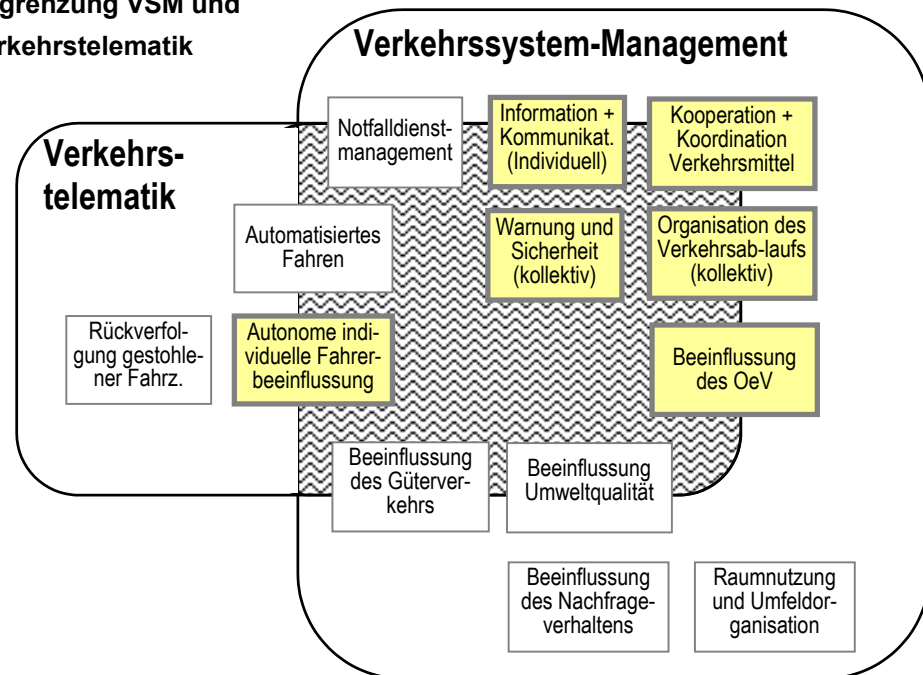 grenzung VSM und
rkehrstelematik
Verkehrssystem-Management
Verkehrs-
telematik
Notfalldienst-
management
Information +
Kommunikat.
(Individuell)
Kooperation +
Koordination
Verkehrsmittel
Automatisiertes
Fahren
Warnung und
Sicherheit
(kollektiv)
Organisation des
Verkehrsab-laufs
(kollektiv)
Rückverfol-
gung gestohle-
ner Fahrz.
Autonome indi-
viduelle Fahrer-
beeinflussung
Beeinflussung
des OeV
Beeinflussung
des Güterver-
kehrs
Beeinflussung
Umweltqualität
Beeinflussung
des Nachfrage-
verhaltens
Raumnutzung
und Umfeldor-
ganisation